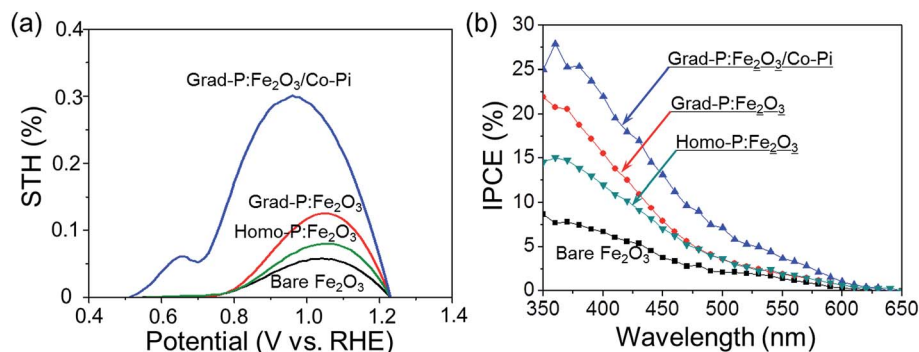 (a)
STH (%)
0.3
0.2
0.1
0
0.4
0.6
0.8
1.0
1.2
1.4
Potential (V vs. RHE)
Grad-P:Fe₂O₃/Co-Pi
Grad-P:Fe₂O₃
Homo-P:Fe₂O₃
Bare Fe₂O₃
(b)
IPCE (%)
30
25
20
15
10
5
0
350
400
450
500
550
600
650
Wavelength (nm)
Grad-P:Fe₂O₃/Co-Pi
Grad-P:Fe₂O₃
Homo-P:Fe₂O₃
Bare Fe₂O₃